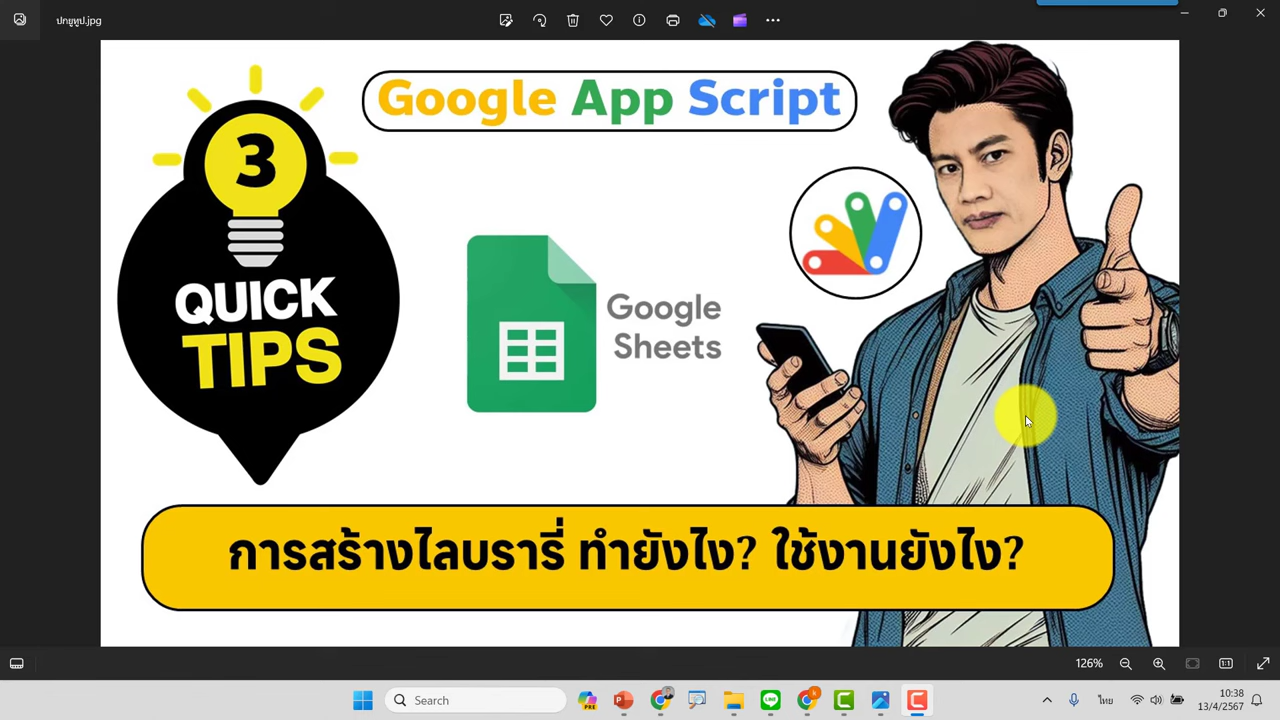 ปกยูทูป.jpg
Google App Script
3
QUICK
TIPS
Google
Sheets
การสร้างไลบรารี่ ทำยังไง? ใช้งานยังไง?
126%
Search
PRE
ไทย
10:38
13/4/2567